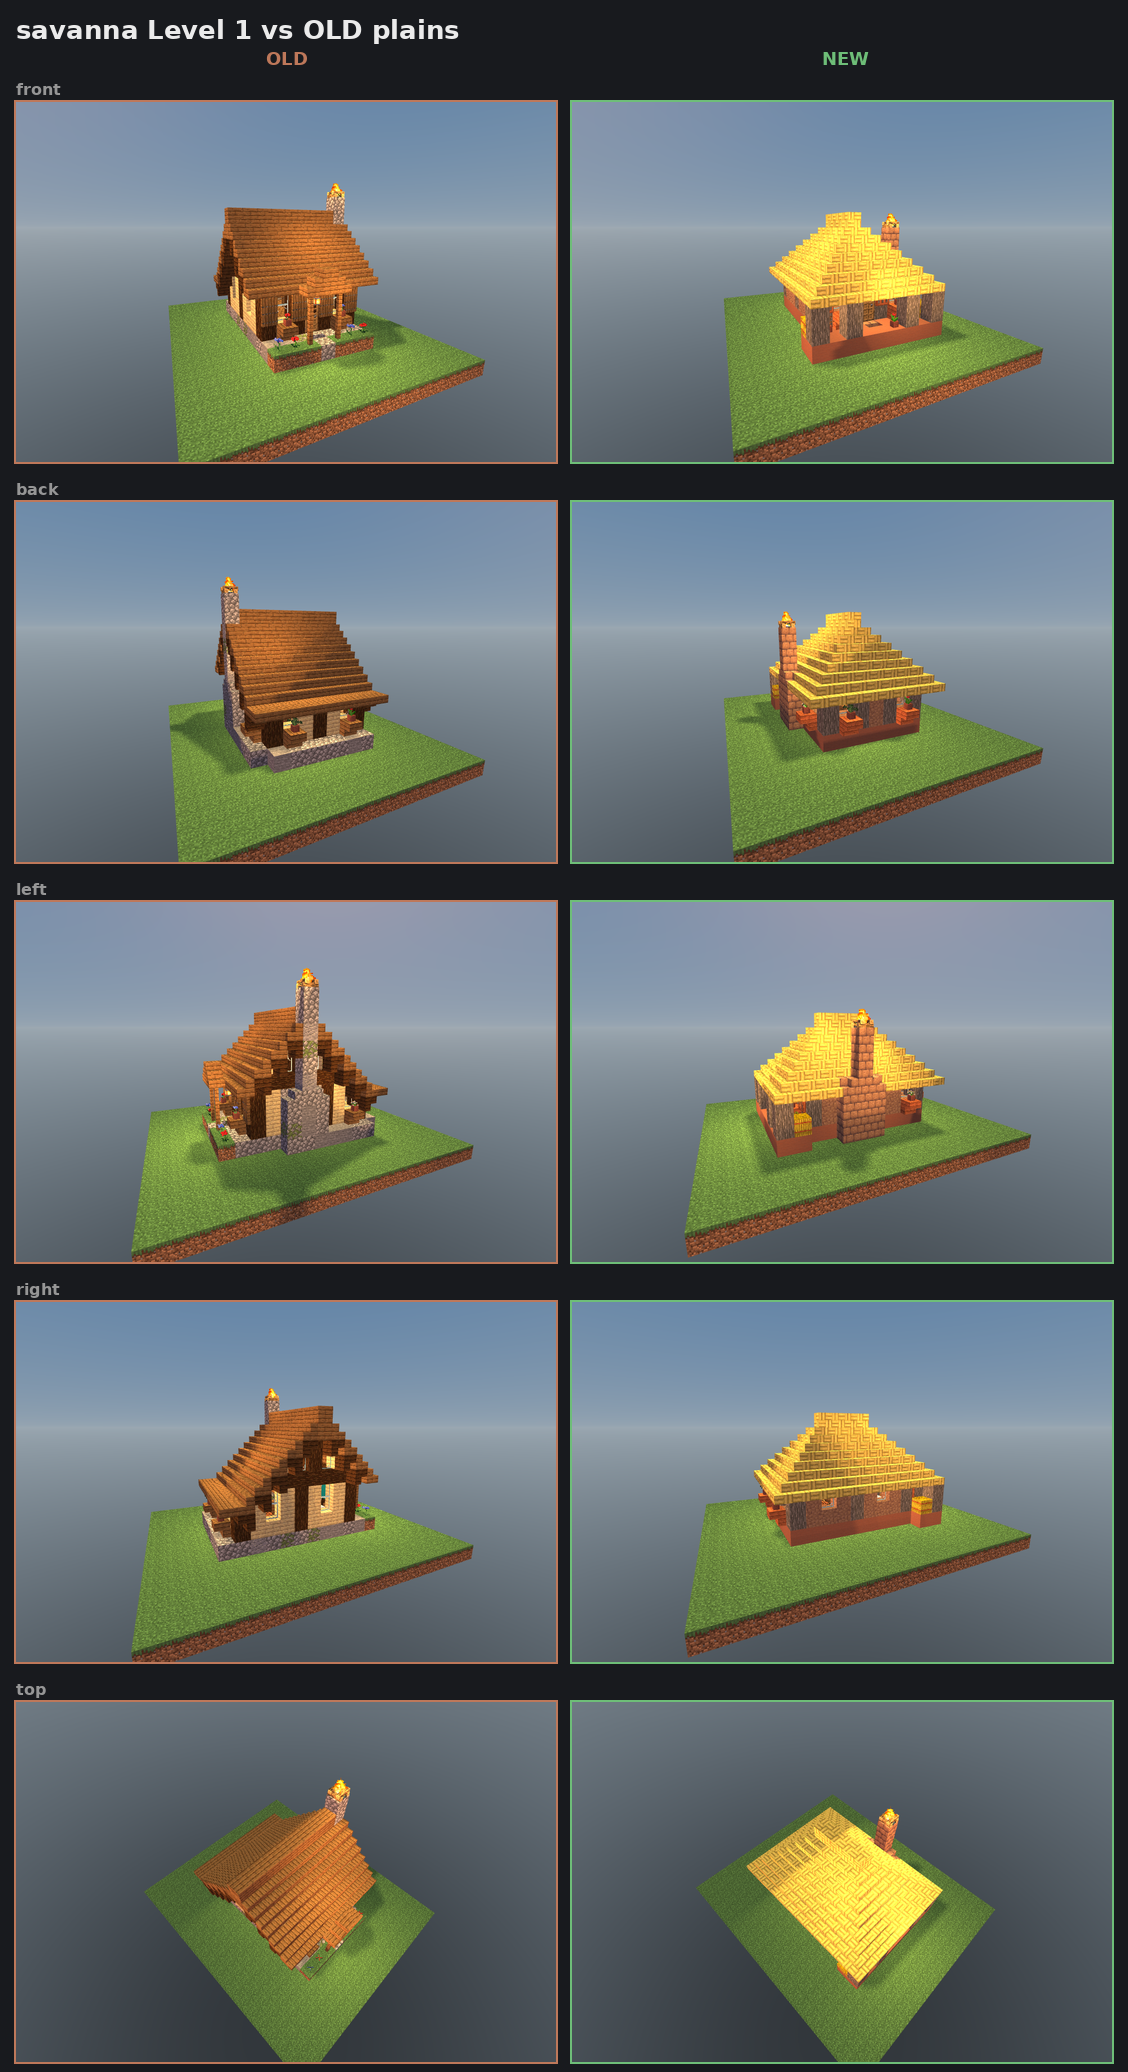 savanna Level 1 vs OLD plains
OLD
NEW
front
back
left
right
top